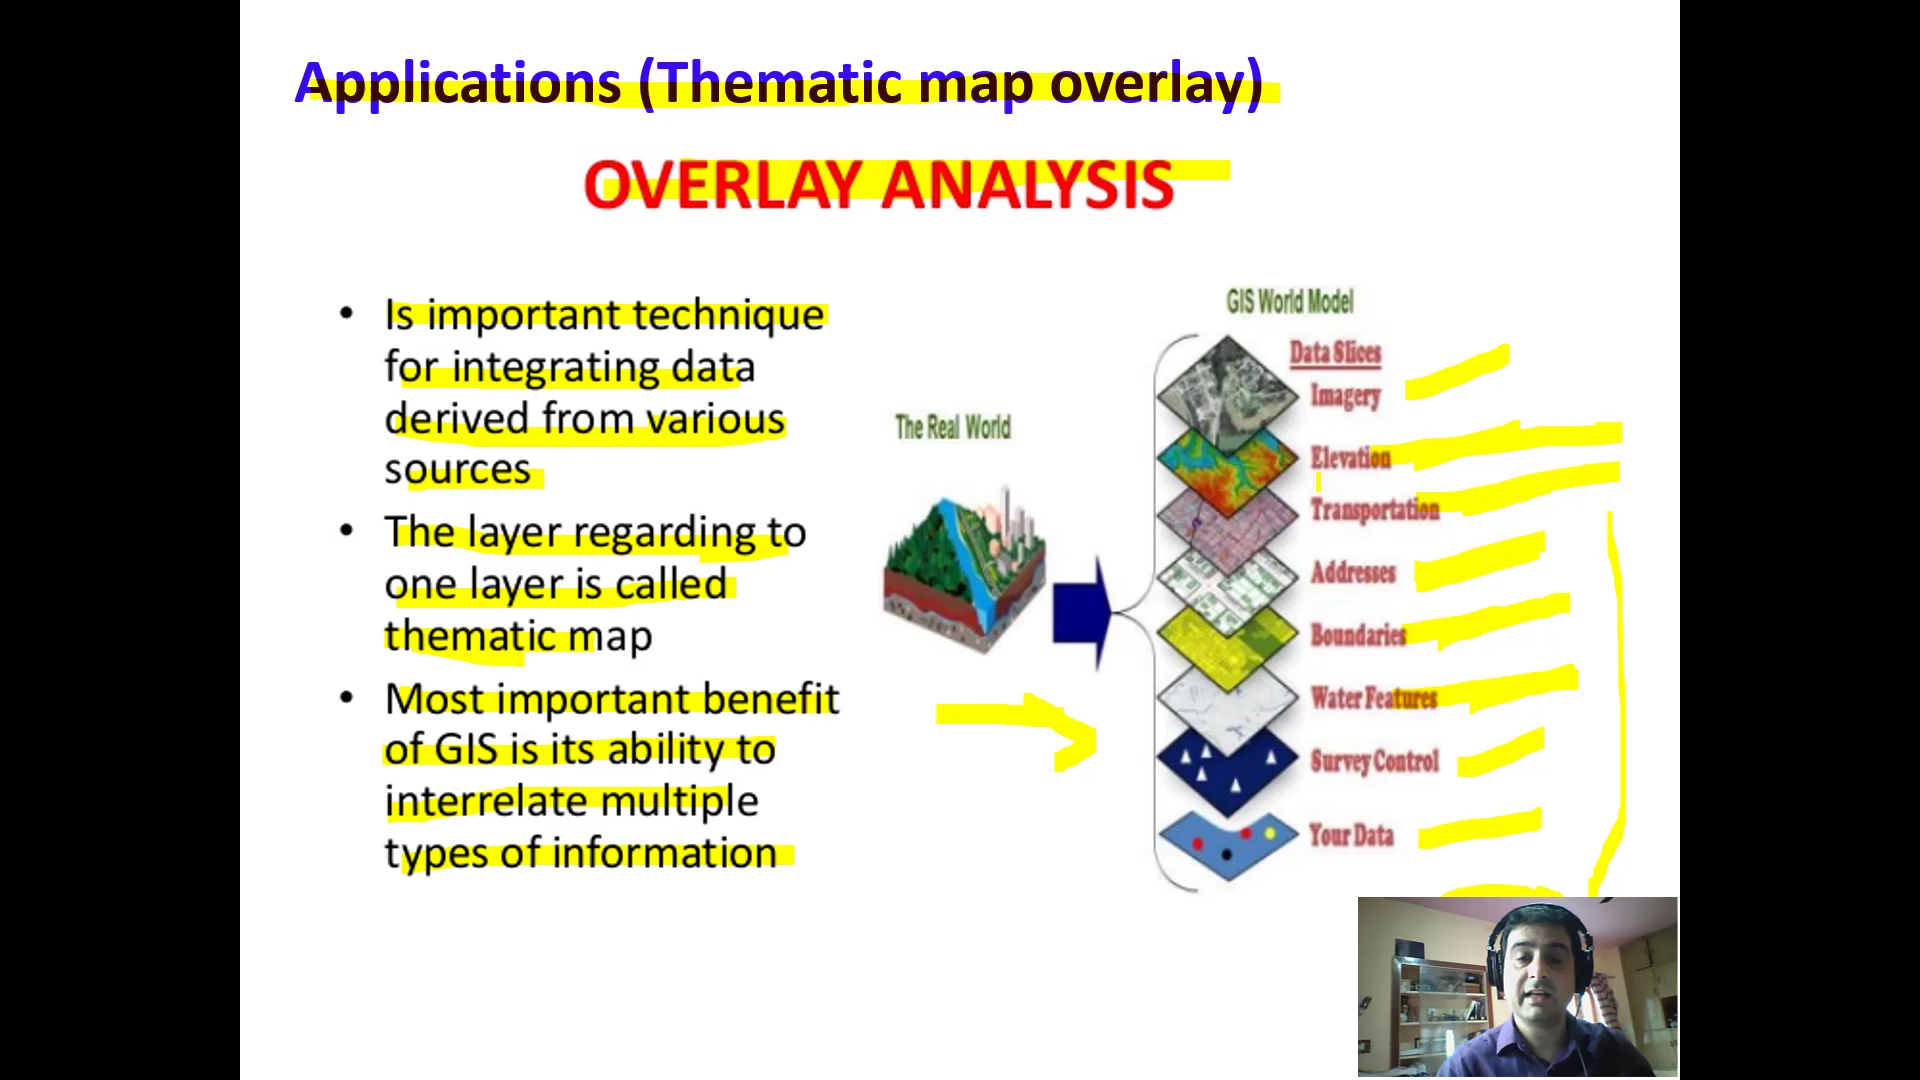 Applications (Thematic map overlay)
OVERLAY ANALYSIS
• Is important technique
for integrating data
derived from various
sources
• The layer regarding to
one layer is called
thematic map
• Most important benefit
of GIS is its ability to
interrelate multiple
types of information
The Real World
GIS World Model
Data Slices
Imagery
Elevation
Transportation
Addresses
Boundaries
Water Features
Survey Control
Your Data